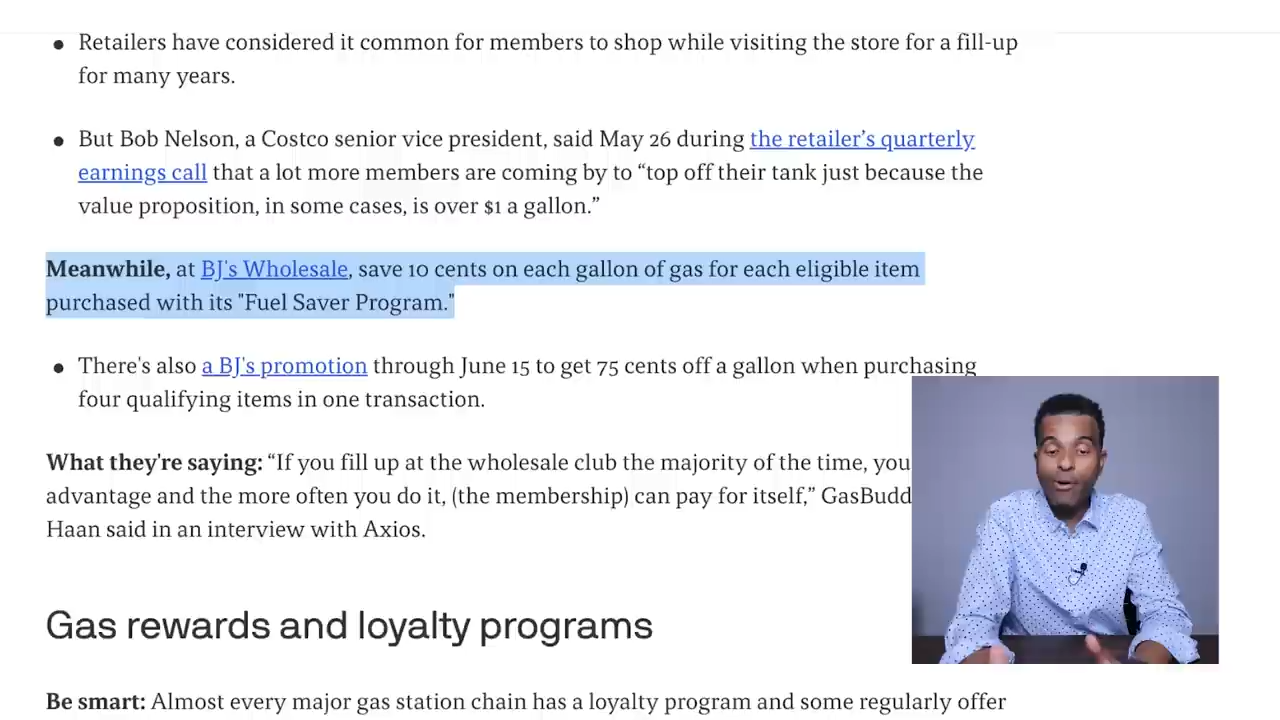 Retailers have considered it common for members to shop while visiting the store for a fill-up
for many years.
But Bob Nelson, a Costco senior vice president, said May 26 during the retailer’s quarterly
earnings call that a lot more members are coming by to “top off their tank just because the
value proposition, in some cases, is over $1 a gallon.”
Meanwhile, at BJ's Wholesale, save 10 cents on each gallon of gas for each eligible item
purchased with its "Fuel Saver Program."
There's also a BJ's promotion through June 15 to get 75 cents off a gallon when purchasing
four qualifying items in one transaction.
What they're saying: “If you fill up at the wholesale club the majority of the time, you
advantage and the more often you do it, (the membership) can pay for itself,” GasBudd
Haan said in an interview with Axios.
Gas rewards and loyalty programs
Be smart: Almost every major gas station chain has a loyalty program and some regularly offer